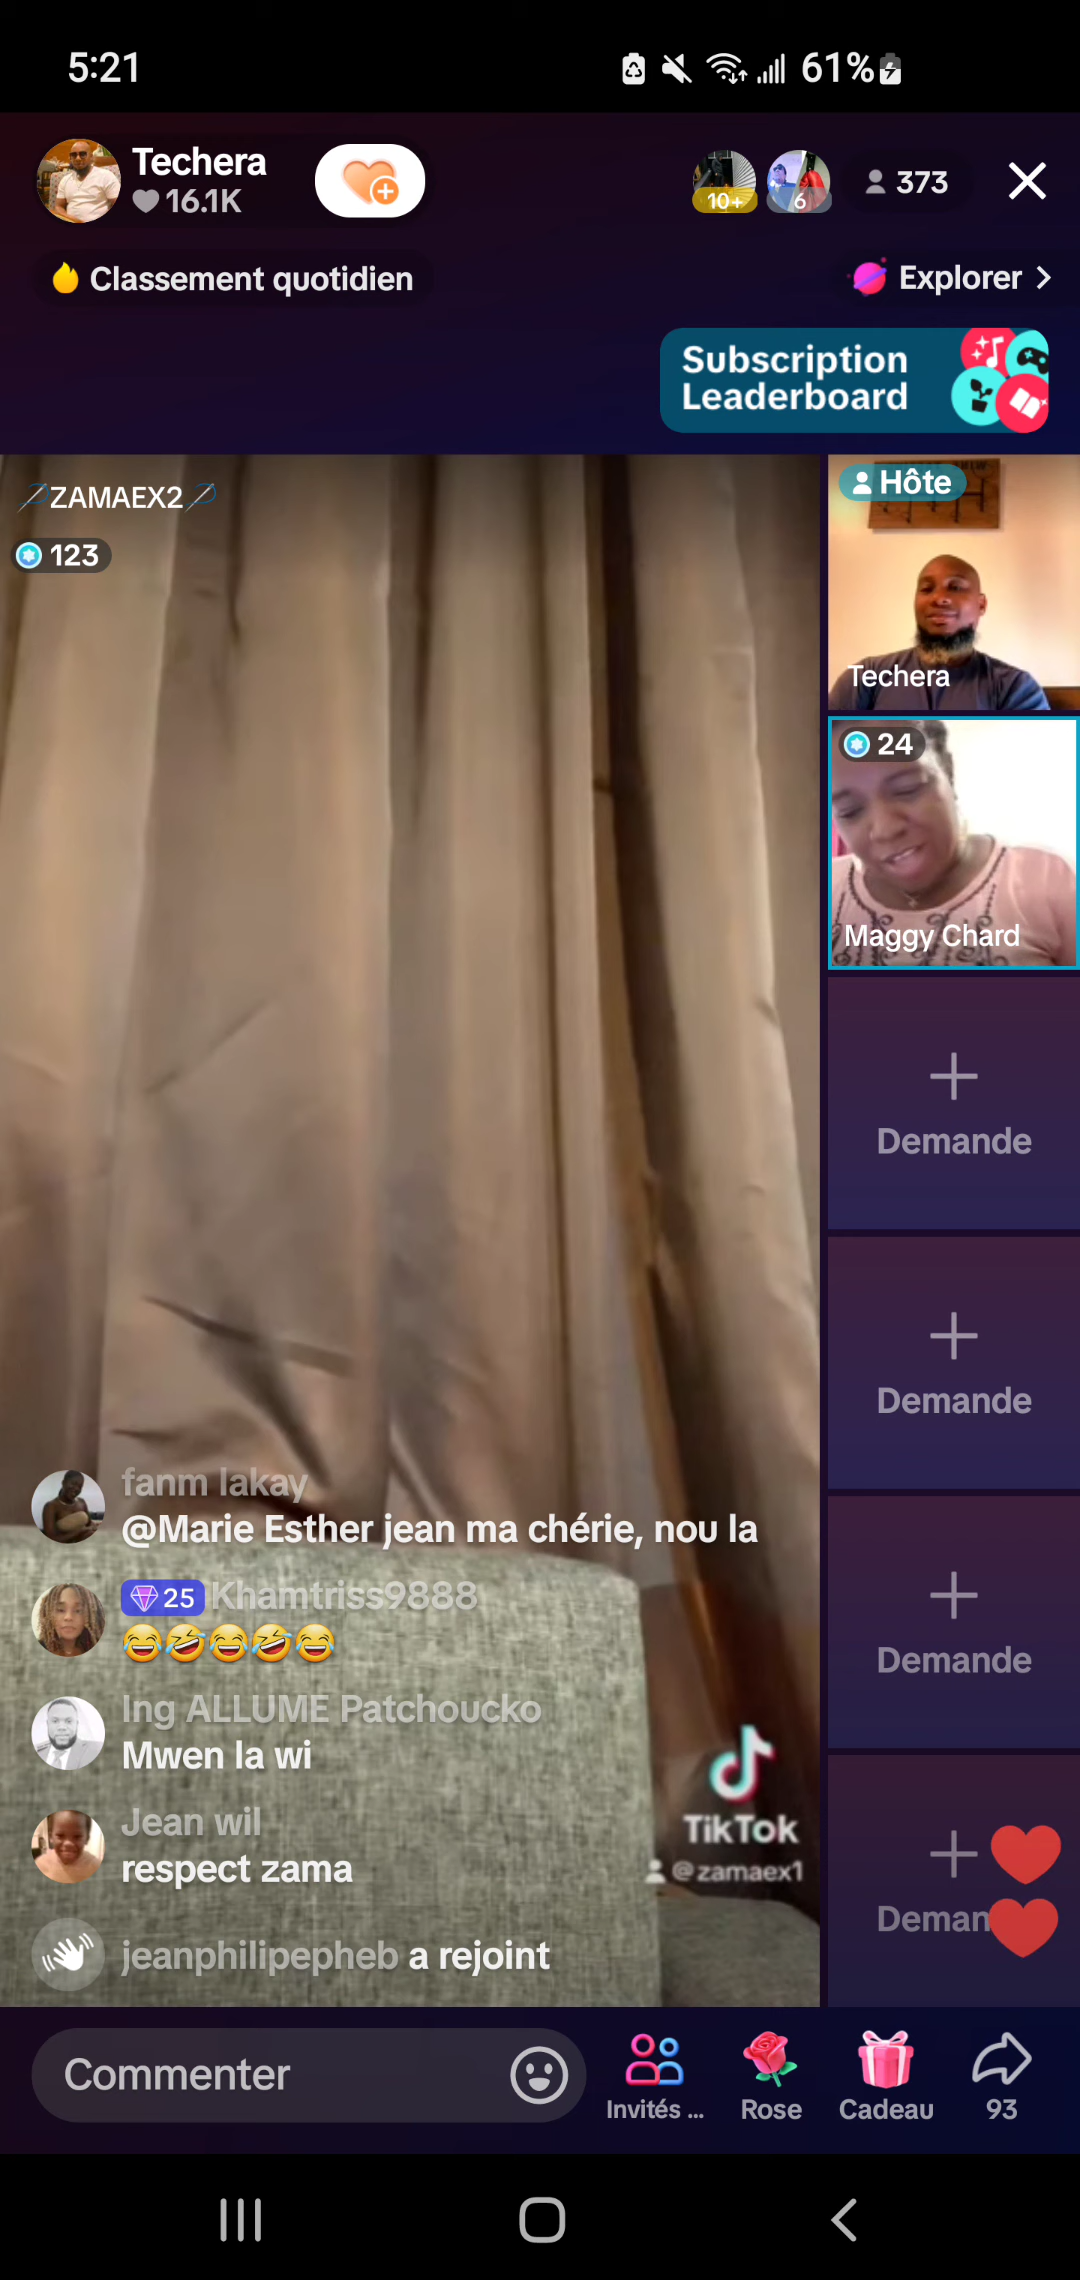 5:21
61%
Techera
16.1K
10+
6
373
Classement quotidien
Explorer
Subscription
Leaderboard
ZAMAEX2
123
Hôte
Techera
24
Maggy Chard
Demande
Demande
Demande
Deman
fanm lakay
@Marie Esther jean ma chérie, nou la
25 Khamtriss9888
😂🤣😂🤣😂
Ing ALLUME Patchoucko
Mwen la wi
Jean wil
respect zama
jeanphilipepheb a rejoint
TikTok
@zamaex1
Commenter
Invités ...
Rose
Cadeau
93